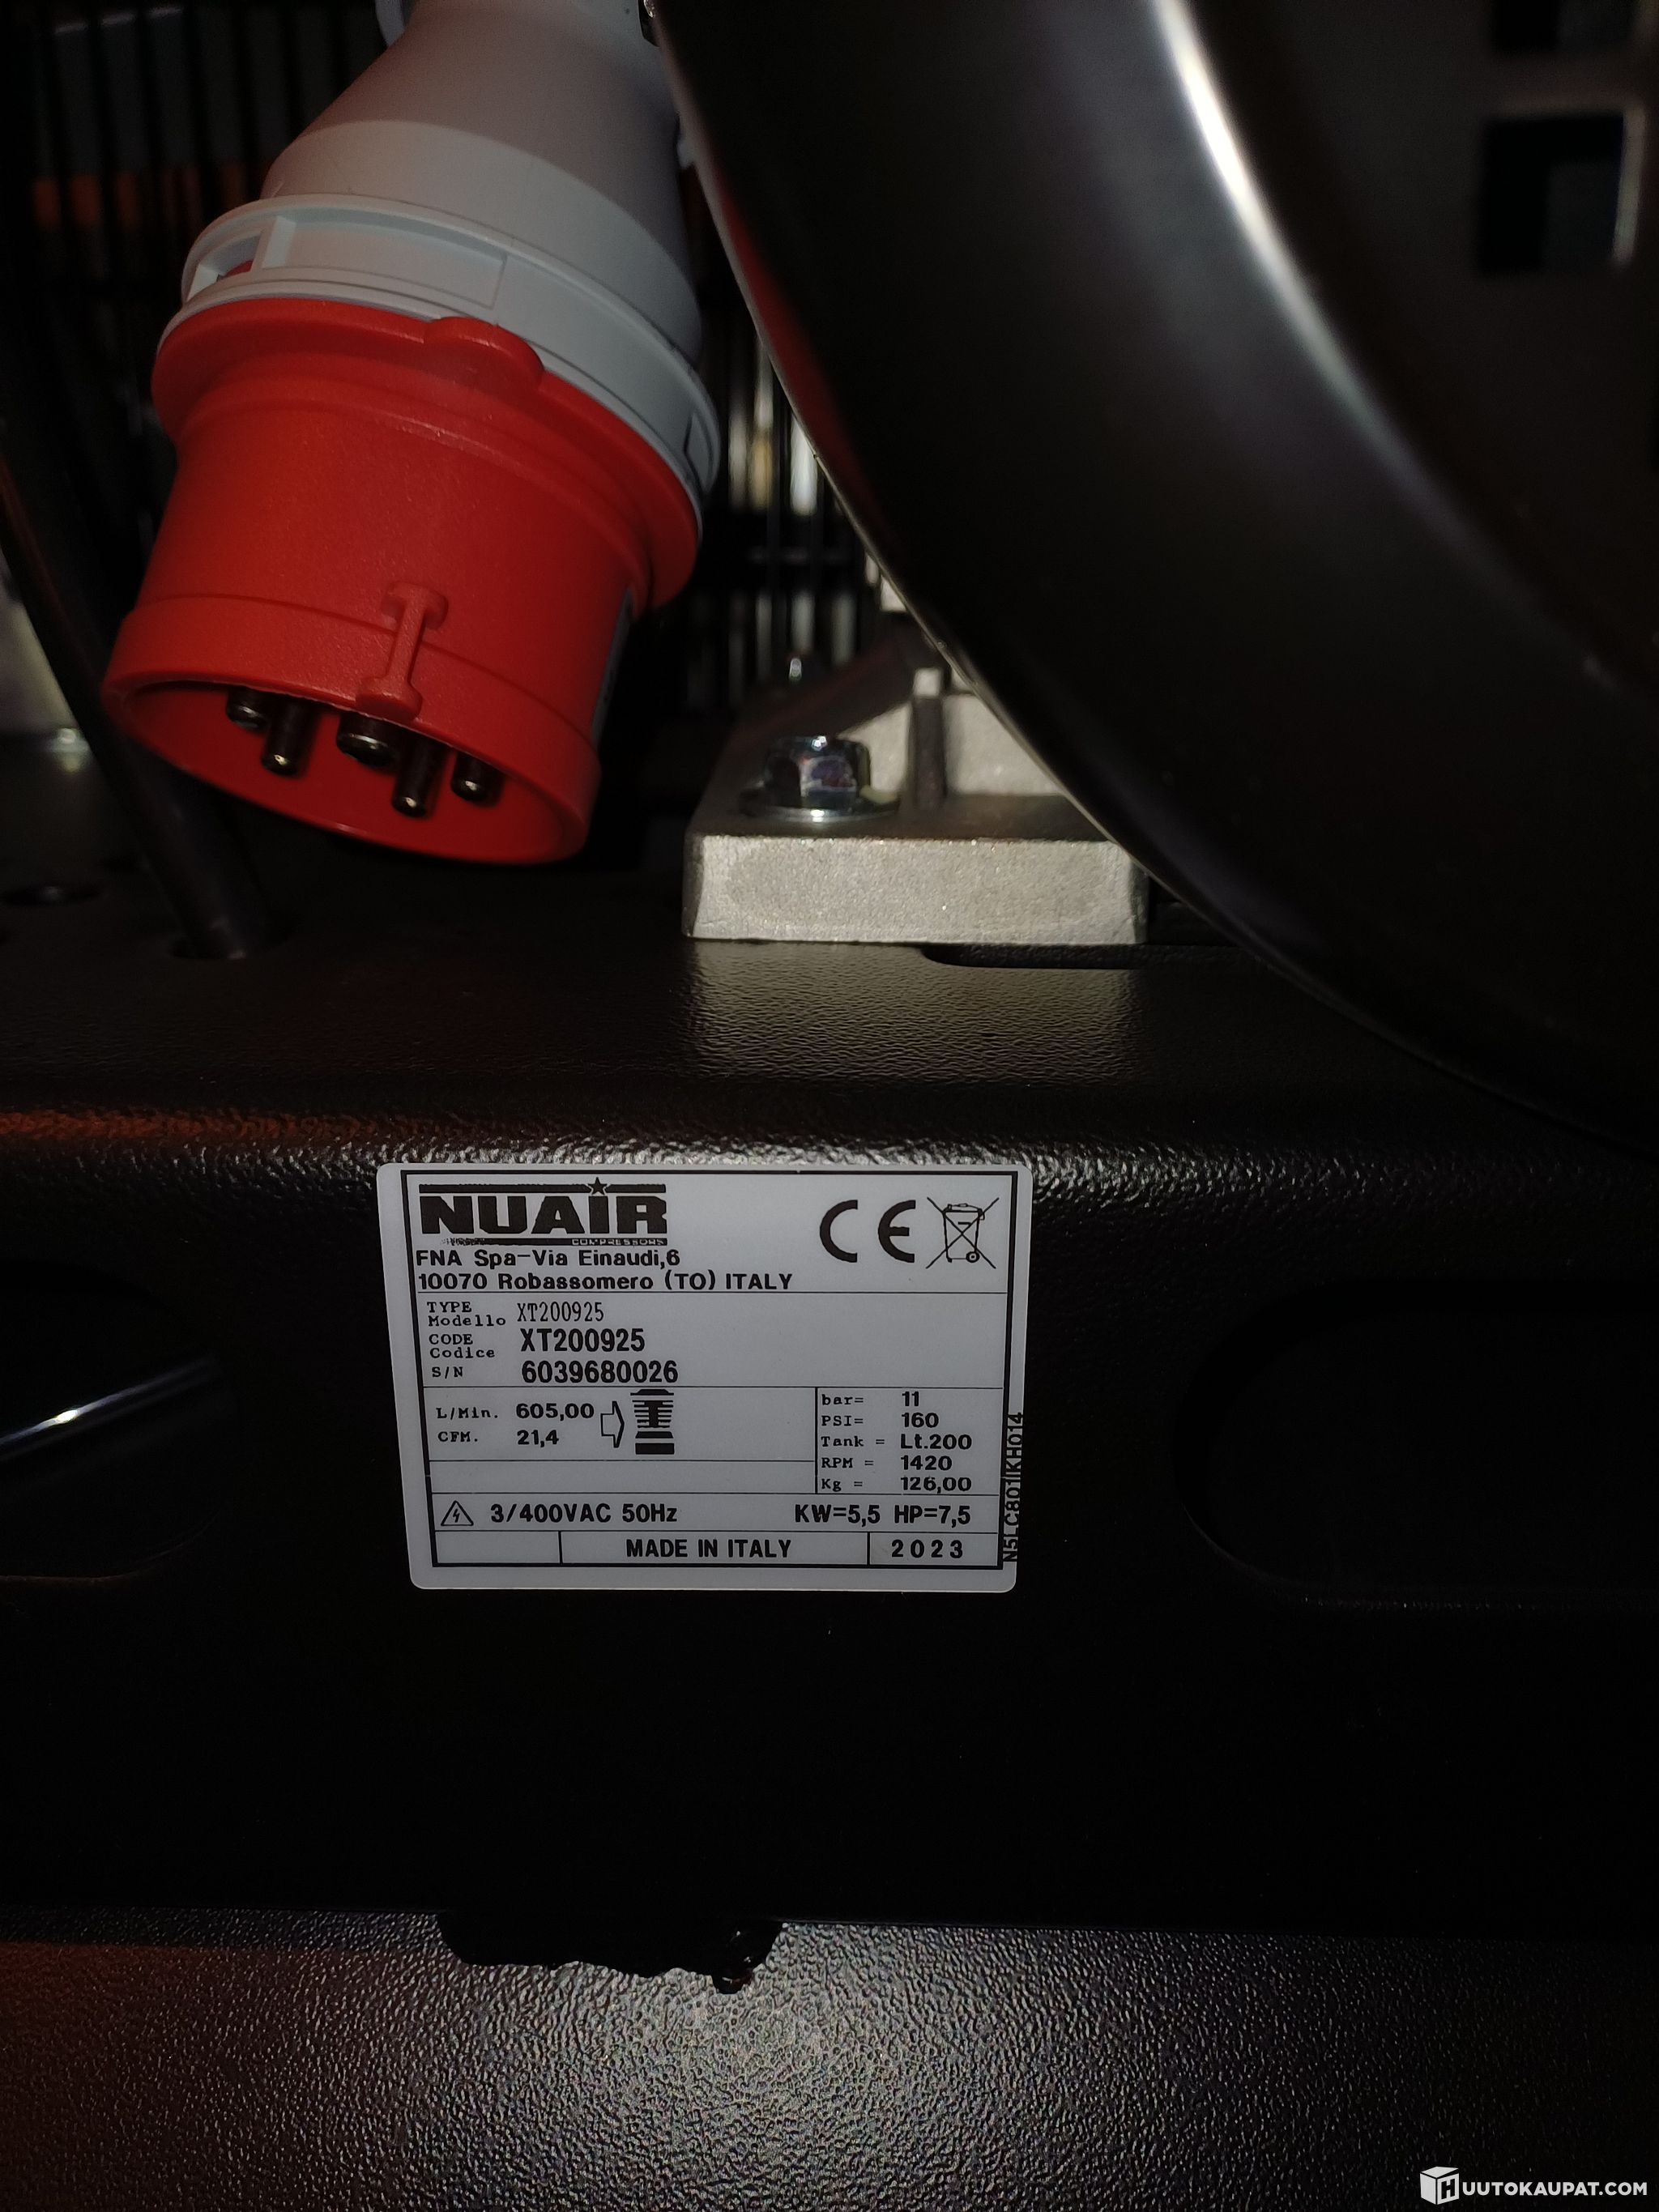 NUAIR
COMPRESSORS
CE
FNA Spa-Via Einaudi,6
10070 Robassomero (TO) ITALY
TYPE
Modello XT200925
CODE
Codice XT200925
S/N 6039680026
L/Min. 605,00
CFM. 21,4
bar= 11
PSI= 160
Tank = Lt.200
RPM = 1420
Kg = 126,00
3/400VAC 50Hz KW=5,5 HP=7,5
MADE IN ITALY 2023
HUUTOKAUPAT.COM